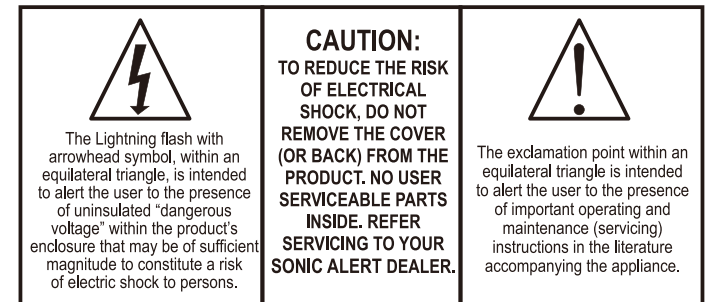 The Lightning flash with
arrowhead symbol, within an
equilateral triangle, is intended
to alert the user to the presence
of uninsulated “dangerous
voltage” within the product's
enclosure that may be of sufficient
magnitude to constitute a risk
of electric shock to persons.
CAUTION:
TO REDUCE THE RISK
OF ELECTRICAL
SHOCK, DO NOT
REMOVE THE COVER
(OR BACK) FROM THE
PRODUCT. NO USER
SERVICEABLE PARTS
INSIDE. REFER
SERVICING TO YOUR
SONIC ALERT DEALER.
The exclamation point within an
equilateral triangle is intended
to alert the user to the presence
of important operating and
maintenance (servicing)
instructions in the literature
accompanying the appliance.